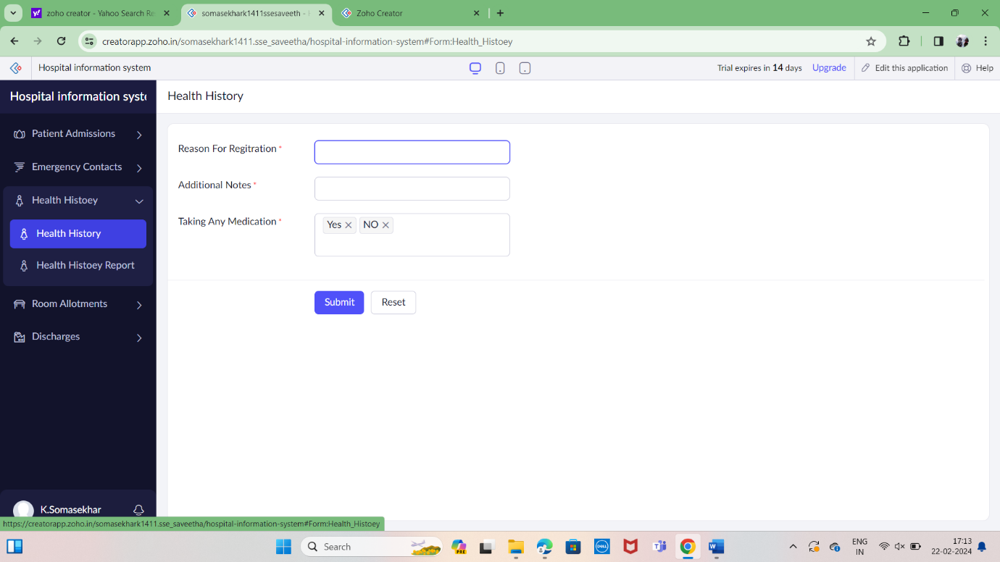 zoho creator - Yahoo Search Re
somasekhark1411ssesaveeth -
Zoho Creator
creatorapp.zoho.in/somasekhark1411.sse_saveetha/hospital-information-system#Form:Health_Histoey
Hospital information system
Trial expires in 14 days
Upgrade
Edit this application
Help
Hospital information syste
Health History
Patient Admissions
Emergency Contacts
Health Histoey
Health History
Health Histoey Report
Room Allotments
Discharges
Reason For Regitration *
Additional Notes *
Taking Any Medication *
Yes
NO
Submit
Reset
K.Somasekhar
https://creatorapp.zoho.in/somasekhark1411.sse_saveetha/hospital-information-system#Form:Health_Histoey
Search
PRE
DELL
ENG
IN
17:13
22-02-2024